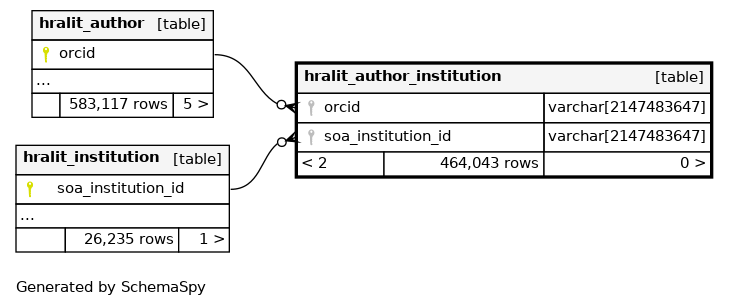 hralit_author [table]
orcid
...
583,117 rows 5 >
hralit_institution [table]
soa_institution_id
...
26,235 rows 1 >
hralit_author_institution [table]
orcid varchar[2147483647]
soa_institution_id varchar[2147483647]
< 2 464,043 rows 0 >
Generated by SchemaSpy